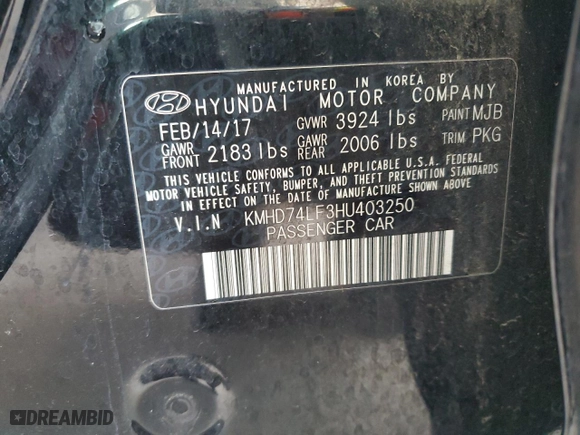 MANUFACTURED IN KOREA BY
HYUNDAI MOTOR COMPANY
FEB/14/17 GVWR 3924 lbs PAINT MJB
GAWR FRONT 2183 lbs GAWR REAR 2006 lbs TRIM PKG
THIS VEHICLE CONFORMS TO ALL APPLICABLE U.S.A. FEDERAL
MOTOR VEHICLE SAFETY, BUMPER, AND THEFT PREVENTION STANDARDS
IN EFFECT ON THE DATE OF MANUFACTURE SHOWN ABOVE.
V.I.N KMHD74LF3HU403250
PASSENGER CAR
DREAMBID